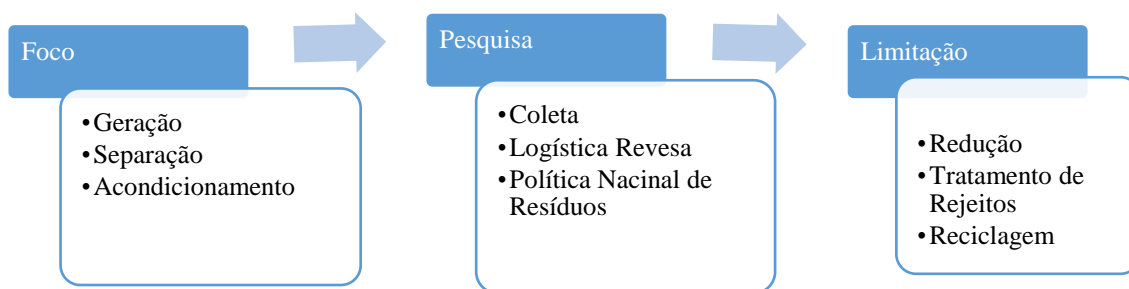 Foco
•Geração
•Separação
•Acondicionamento
Pesquisa
•Coleta
•Logística Revesa
•Política Nacinal de
Resíduos
Limitação
•Redução
•Tratamento de
Rejeitos
•Reciclagem